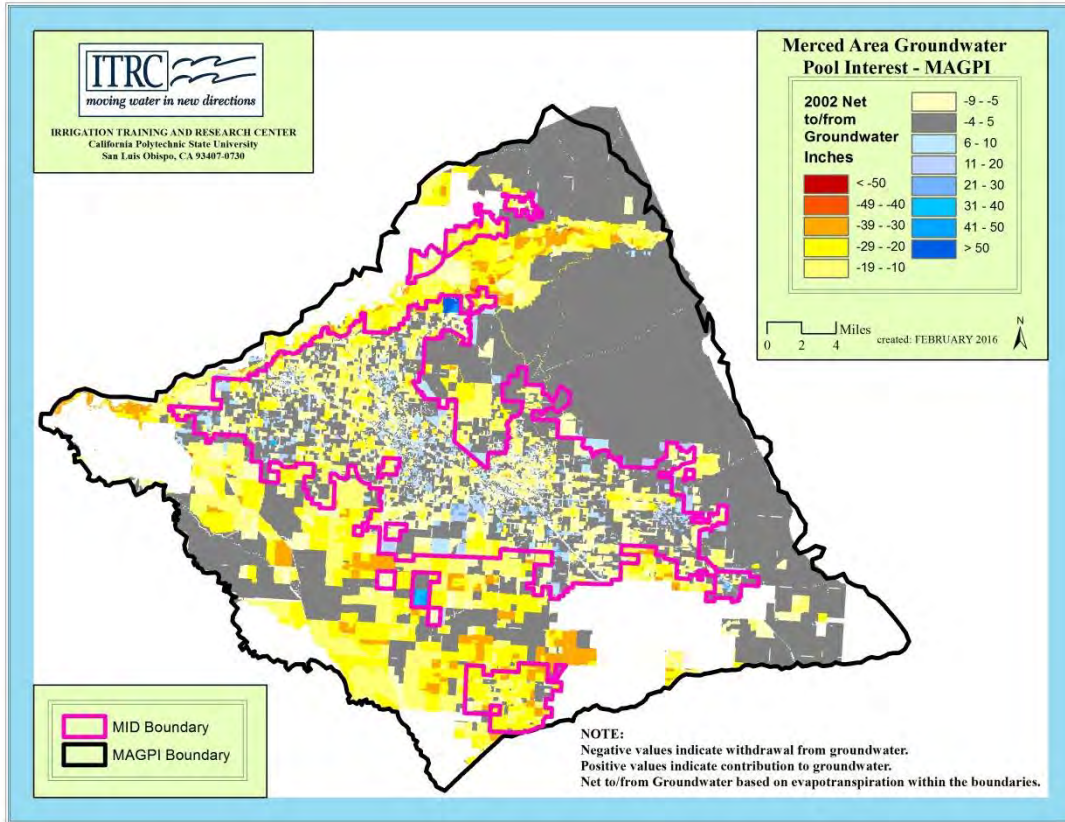 ITRC
moving water in new directions
IRRIGATION TRAINING AND RESEARCH CENTER
California Polytechnic State University
San Luis Obispo, CA 93407-0730
Merced Area Groundwater
Pool Interest - MAGPI
2002 Net
to/from
Groundwater
Inches
< -50
-49 - -40
-39 - -30
-29 - -20
-19 - -10
-9 - -5
-4 - 5
6 - 10
11 - 20
21 - 30
31 - 40
41 - 50
> 50
Miles
0 2 4
created: FEBRUARY 2016
N
MID Boundary
MAGPI Boundary
NOTE:
Negative values indicate withdrawal from groundwater.
Positive values indicate contribution to groundwater.
Net to/from Groundwater based on evapotranspiration within the boundaries.